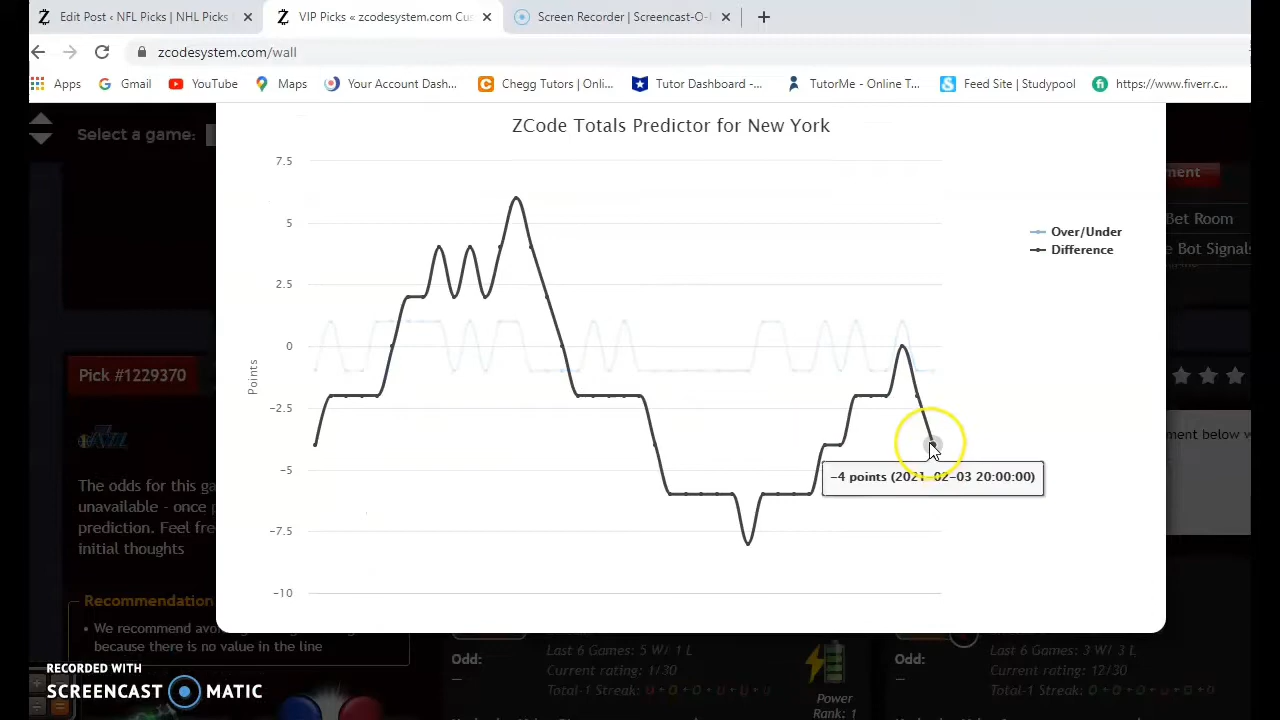 Edit Post ‹ NFL Picks | NHL Picks
VIP Picks « zcodesystem.com Cus
Screen Recorder | Screencast-O-
zcodesystem.com/wall
Apps
Gmail
YouTube
Maps
Your Account Dash...
Chegg Tutors | Onli...
Tutor Dashboard -...
TutorMe - Online T...
Feed Site | Studypool
https://www.fiverr.c...
Select a game:
ZCode Totals Predictor for New York
7.5
5
2.5
0
−2.5
−5
−7.5
−10
Points
Over/Under
Difference
−4 points (2021-02-03 20:00:00)
ment
Bet Room
e Bot Signals
Pick #1229370
ment below w
The odds for this ga
unavailable - once p
prediction. Feel fre
initial thoughts
Recommendation
• We recommend avo
because there is no value in the line
Odd:
Last 6 Games: 5 W/ 1 L
Current rating: 1/30
Power
Rank: 1
Odd:
Last 6 Games: 3 W/ 3 L
Current rating: 12/30
Total-1 Streak:
Total-1 Streak:
RECORDED WITH
SCREENCAST MATIC